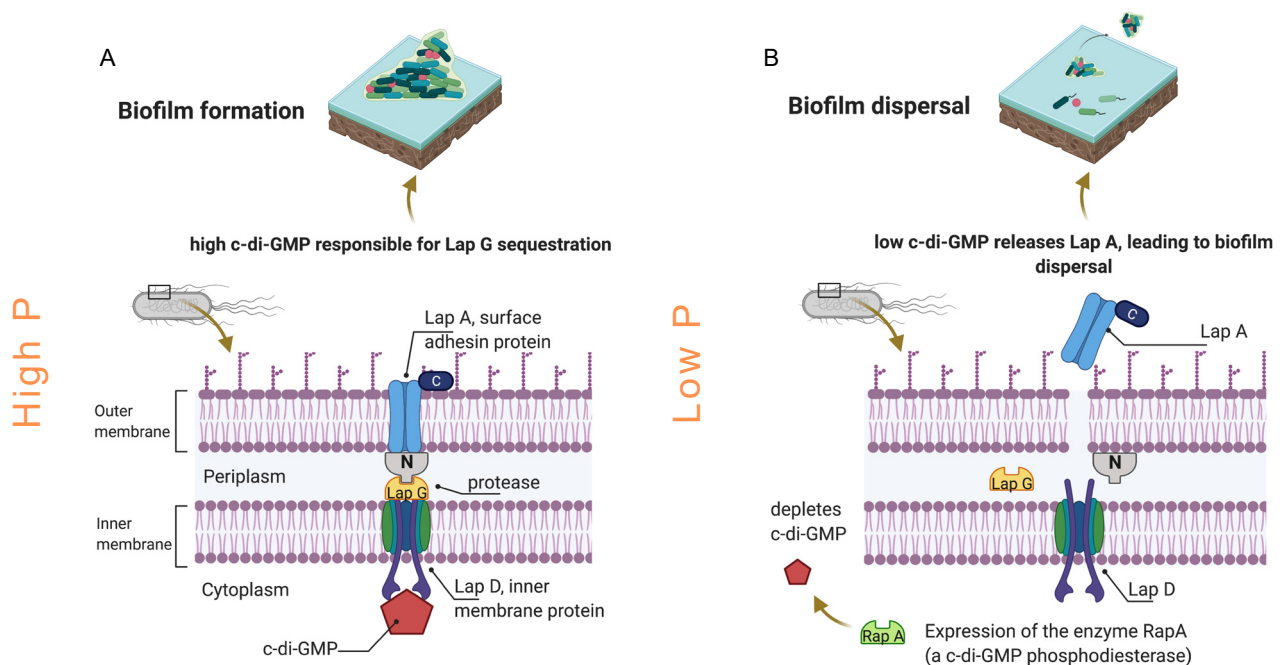 A
Biofilm formation
high c-di-GMP responsible for Lap G sequestration
High P
Lap A, surface
adhesin protein
C
Outer
membrane
N
Periplasm
Lap G
protease
Inner
membrane
Cytoplasm
Lap D, inner
membrane protein
c-di-GMP
B
Biofilm dispersal
low c-di-GMP releases Lap A, leading to biofilm
dispersal
Low P
C
Lap A
N
Lap G
depletes
c-di-GMP
Lap D
Rap A
Expression of the enzyme RapA
(a c-di-GMP phosphodiesterase)